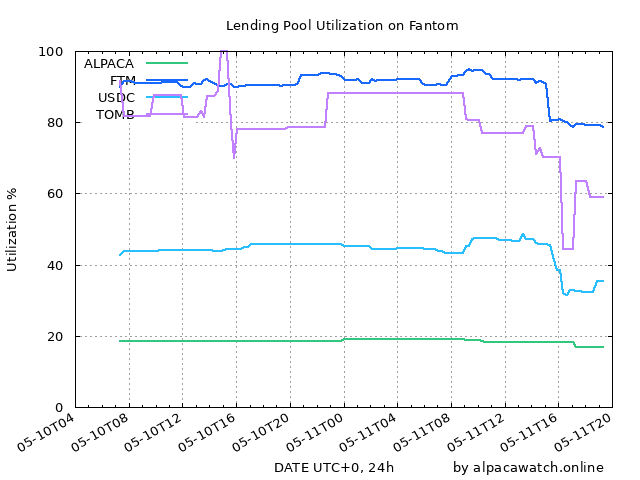 Lending Pool Utilization on Fantom
Utilization %
100
80
60
40
20
0
ALPACA
FTM
USDC
TOMB
05-10T04
05-10T08
05-10T12
05-10T16
05-10T20
05-11T00
05-11T04
05-11T08
05-11T12
05-11T16
05-11T20
DATE UTC+0, 24h
by alpacawatch.online